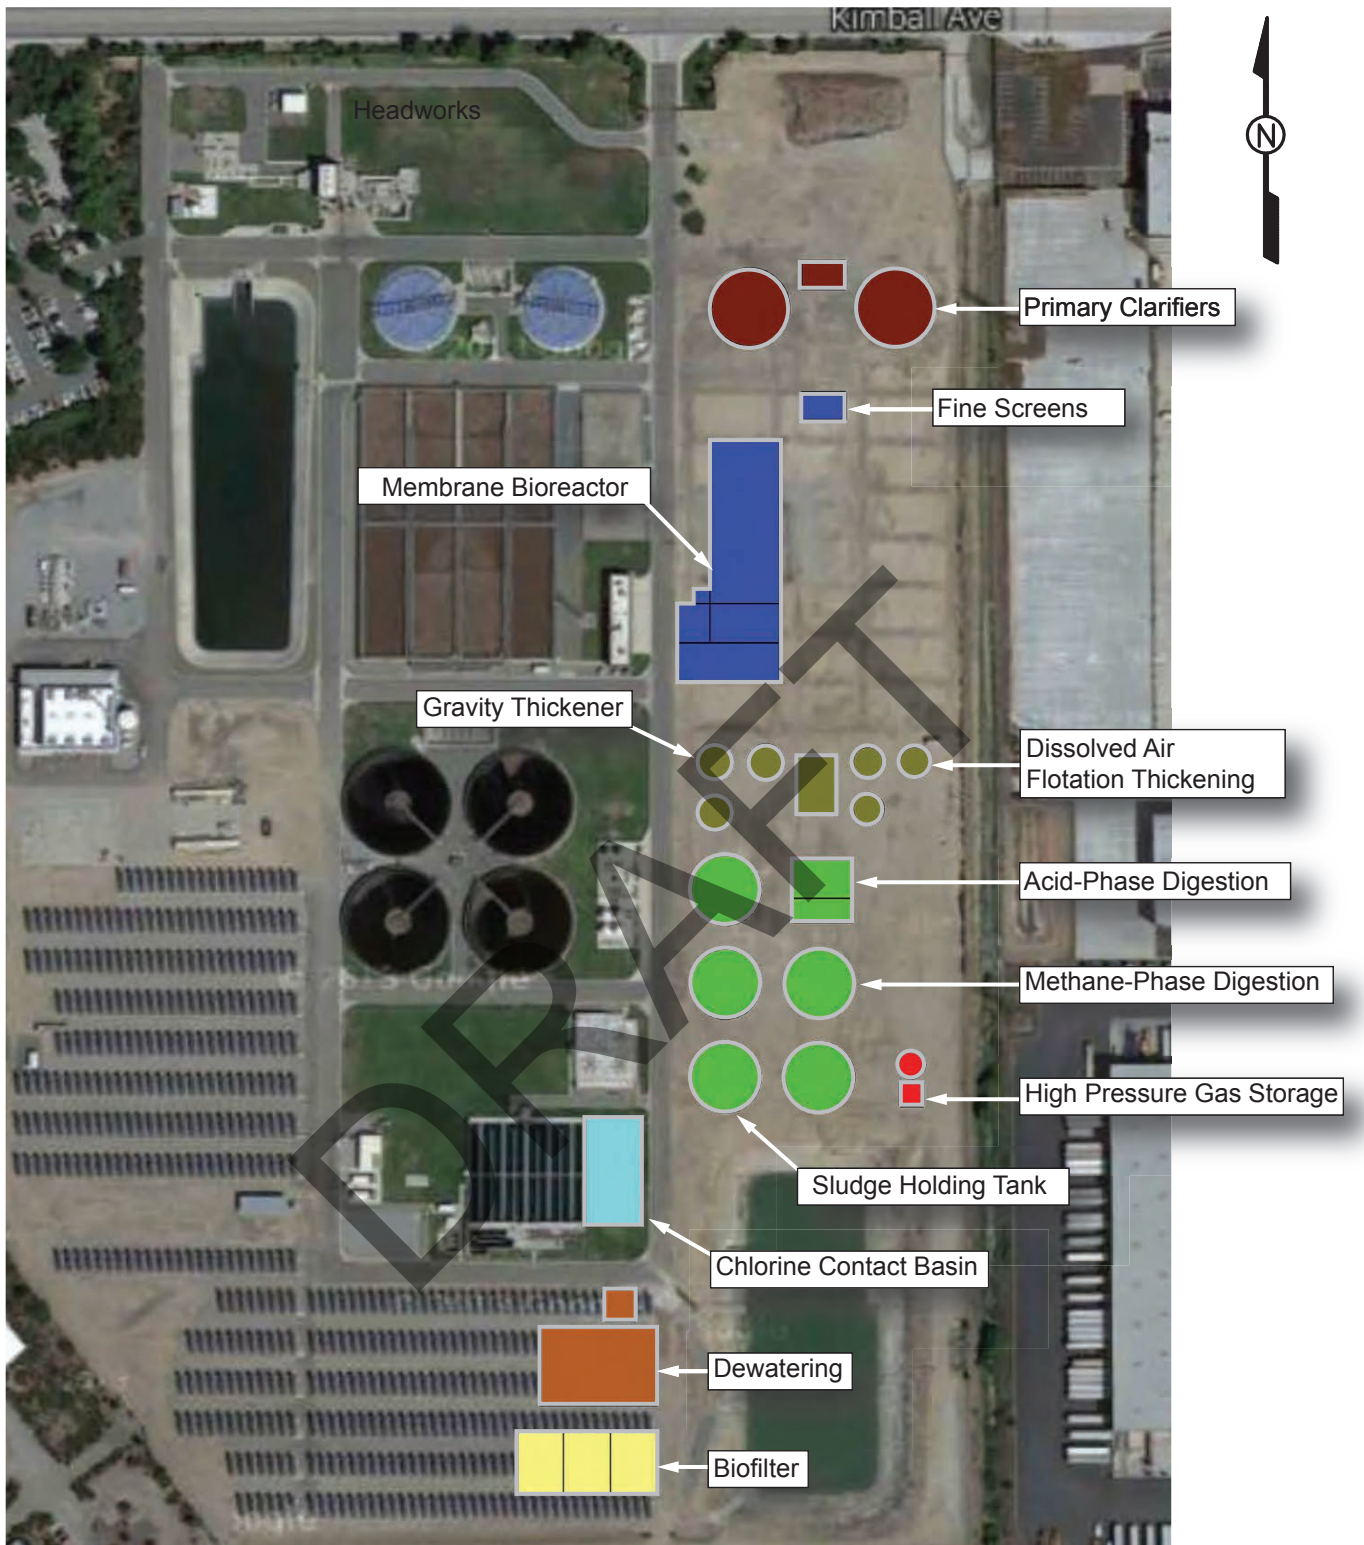 Kimball Ave
N
Headworks
Primary Clarifiers
Fine Screens
Membrane Bioreactor
Gravity Thickener
Dissolved Air
Flotation Thickening
Acid-Phase Digestion
Methane-Phase Digestion
High Pressure Gas Storage
Sludge Holding Tank
Chlorine Contact Basin
Dewatering
Biofilter
DRAFT